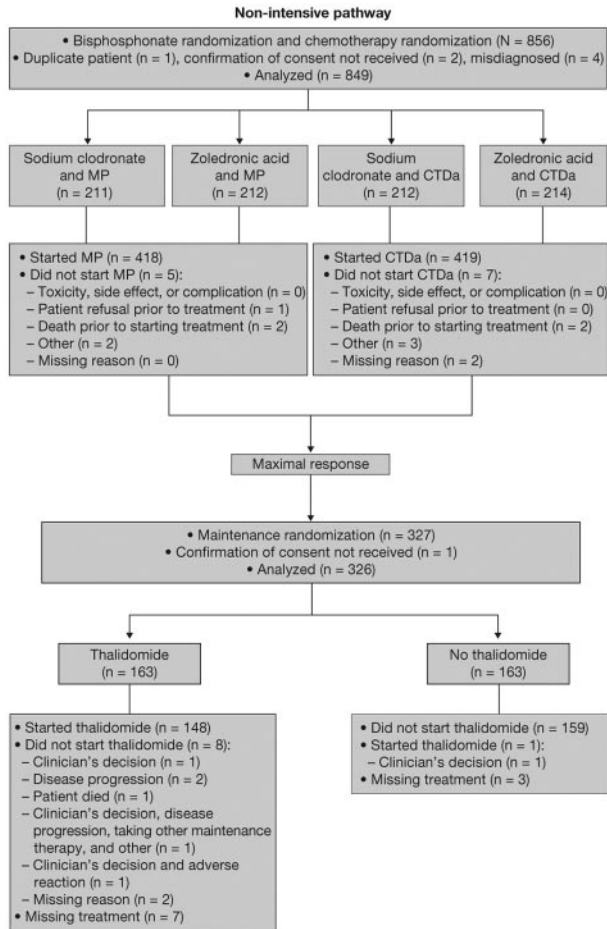 Non-intensive pathway
• Bisphosphonate randomization and chemotherapy randomization (N = 856)
• Duplicate patient (n = 1), confirmation of consent not received (n = 2), misdiagnosed (n = 4)
• Analyzed (n = 849)
Sodium clodronate
and MP
(n = 211)
Zoledronic acid
and MP
(n = 212)
Sodium
clodronate and CTDa
(n = 212)
Zoledronic acid
and CTDa
(n = 214)
• Started MP (n = 418)
• Did not start MP (n = 5):
– Toxicity, side effect, or complication (n = 0)
– Patient refusal prior to treatment (n = 1)
– Death prior to starting treatment (n = 2)
– Other (n = 2)
– Missing reason (n = 0)
• Started CTDa (n = 419)
• Did not start CTDa (n = 7):
– Toxicity, side effect, or complication (n = 0)
– Patient refusal prior to treatment (n = 0)
– Death prior to starting treatment (n = 2)
– Other (n = 3)
– Missing reason (n = 2)
Maximal response
• Maintenance randomization (n = 327)
• Confirmation of consent not received (n = 1)
• Analyzed (n = 326)
Thalidomide
(n = 163)
No thalidomide
(n = 163)
• Started thalidomide (n = 148)
• Did not start thalidomide (n = 8):
– Clinician's decision (n = 1)
– Disease progression (n = 2)
– Patient died (n = 1)
– Clinician's decision, disease
progression, taking other maintenance
therapy, and other (n = 1)
– Clinician's decision and adverse
reaction (n = 1)
– Missing reason (n = 2)
• Missing treatment (n = 7)
• Did not start thalidomide (n = 159)
• Started thalidomide (n = 1):
– Clinician's decision (n = 1)
• Missing treatment (n = 3)